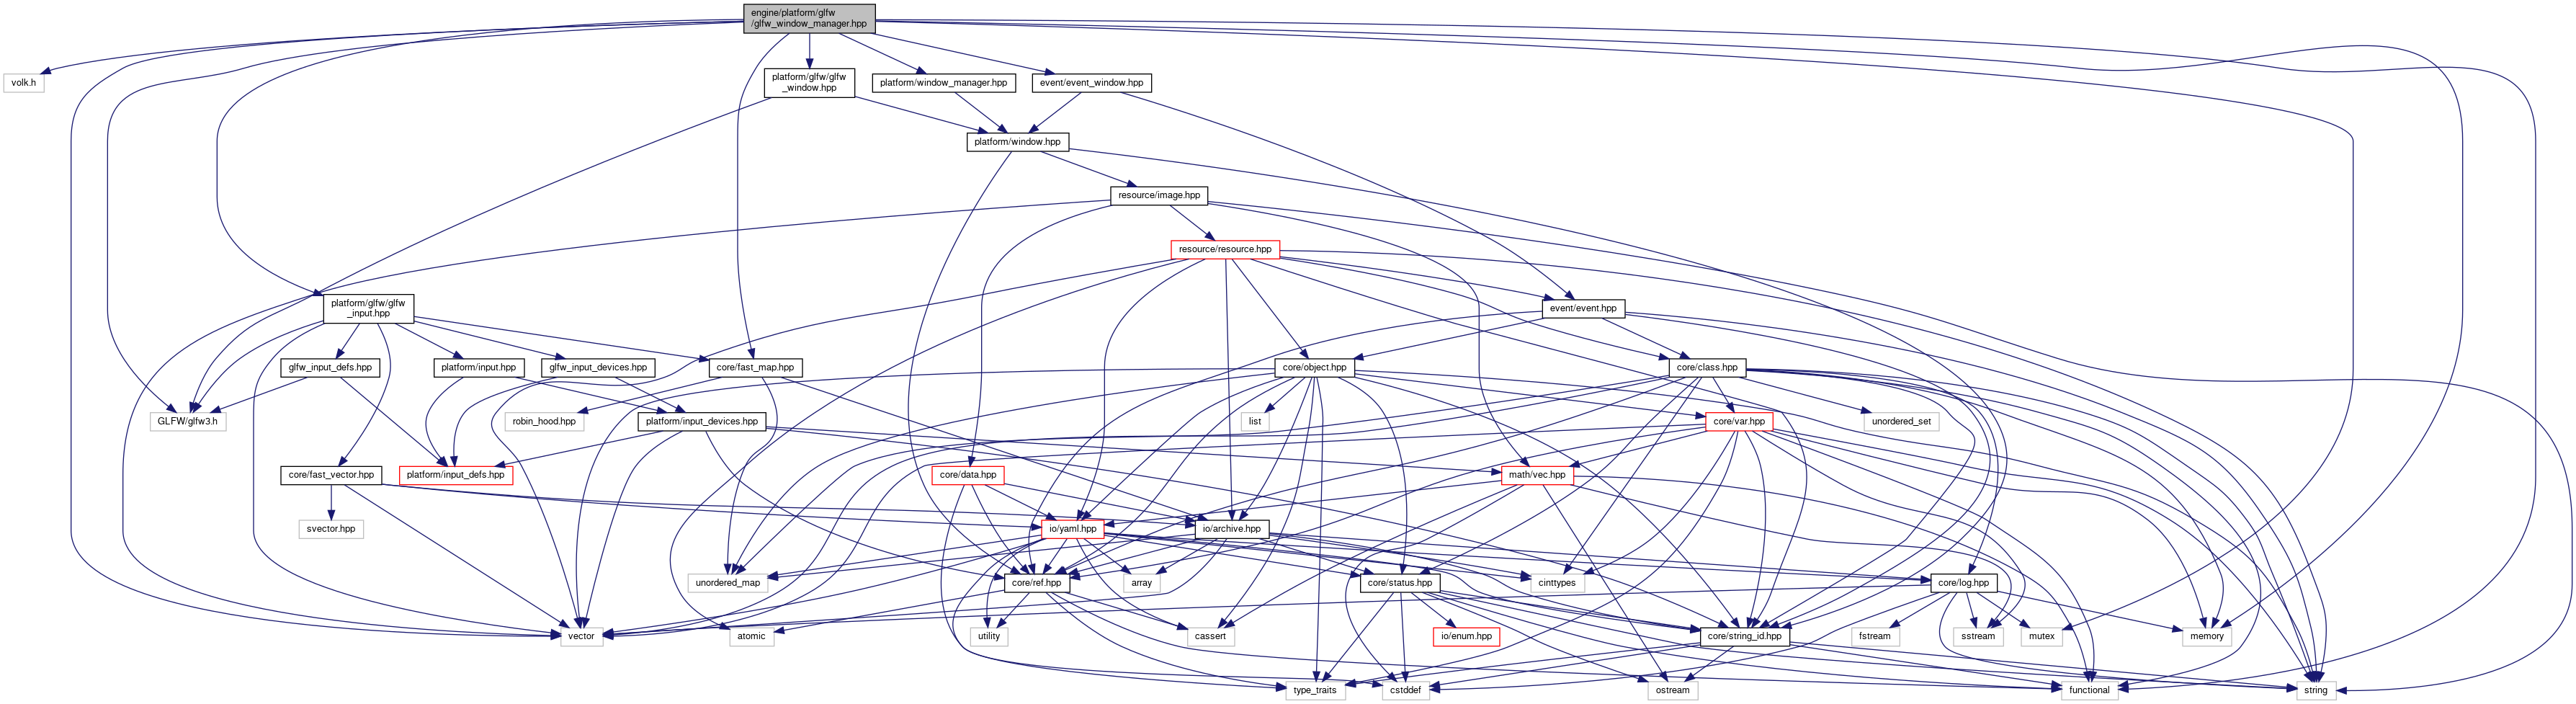 engine/platform/glfw
/glfw_window_manager.hpp
volk.h
platform/glfw/glfw
_window.hpp
platform/window_manager.hpp
event/event_window.hpp
platform/window.hpp
resource/image.hpp
resource/resource.hpp
platform/glfw/glfw
_input.hpp
event/event.hpp
glfw_input_defs.hpp
platform/input.hpp
glfw_input_devices.hpp
core/fast_map.hpp
core/object.hpp
core/class.hpp
GLFW/glfw3.h
robin_hood.hpp
platform/input_devices.hpp
list
core/var.hpp
unordered_set
core/fast_vector.hpp
platform/input_defs.hpp
core/data.hpp
math/vec.hpp
svector.hpp
io/yaml.hpp
io/archive.hpp
unordered_map
core/ref.hpp
array
core/status.hpp
cinttypes
core/log.hpp
vector
atomic
utility
cassert
io/enum.hpp
core/string_id.hpp
fstream
sstream
mutex
memory
type_traits
cstddef
ostream
functional
string